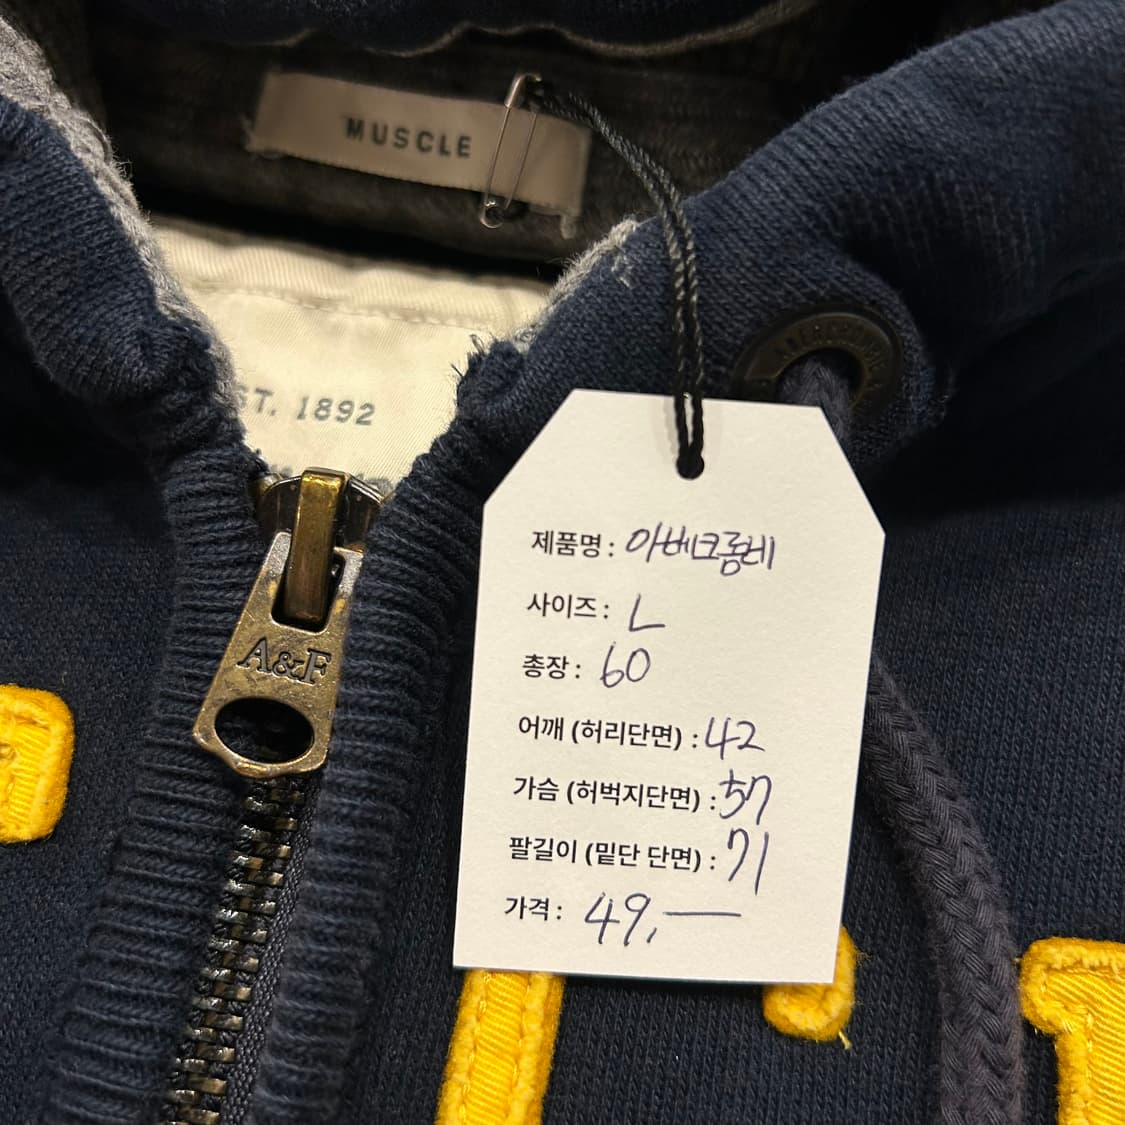 MUSCLE
ST. 1892
A&F
제품명 : 아베크롬비
사이즈 : L
총장 : 60
어깨 (허리단면) : 42
가슴 (허벅지단면) : 57
팔길이 (밑단 단면) : 71
가격 : 49,—